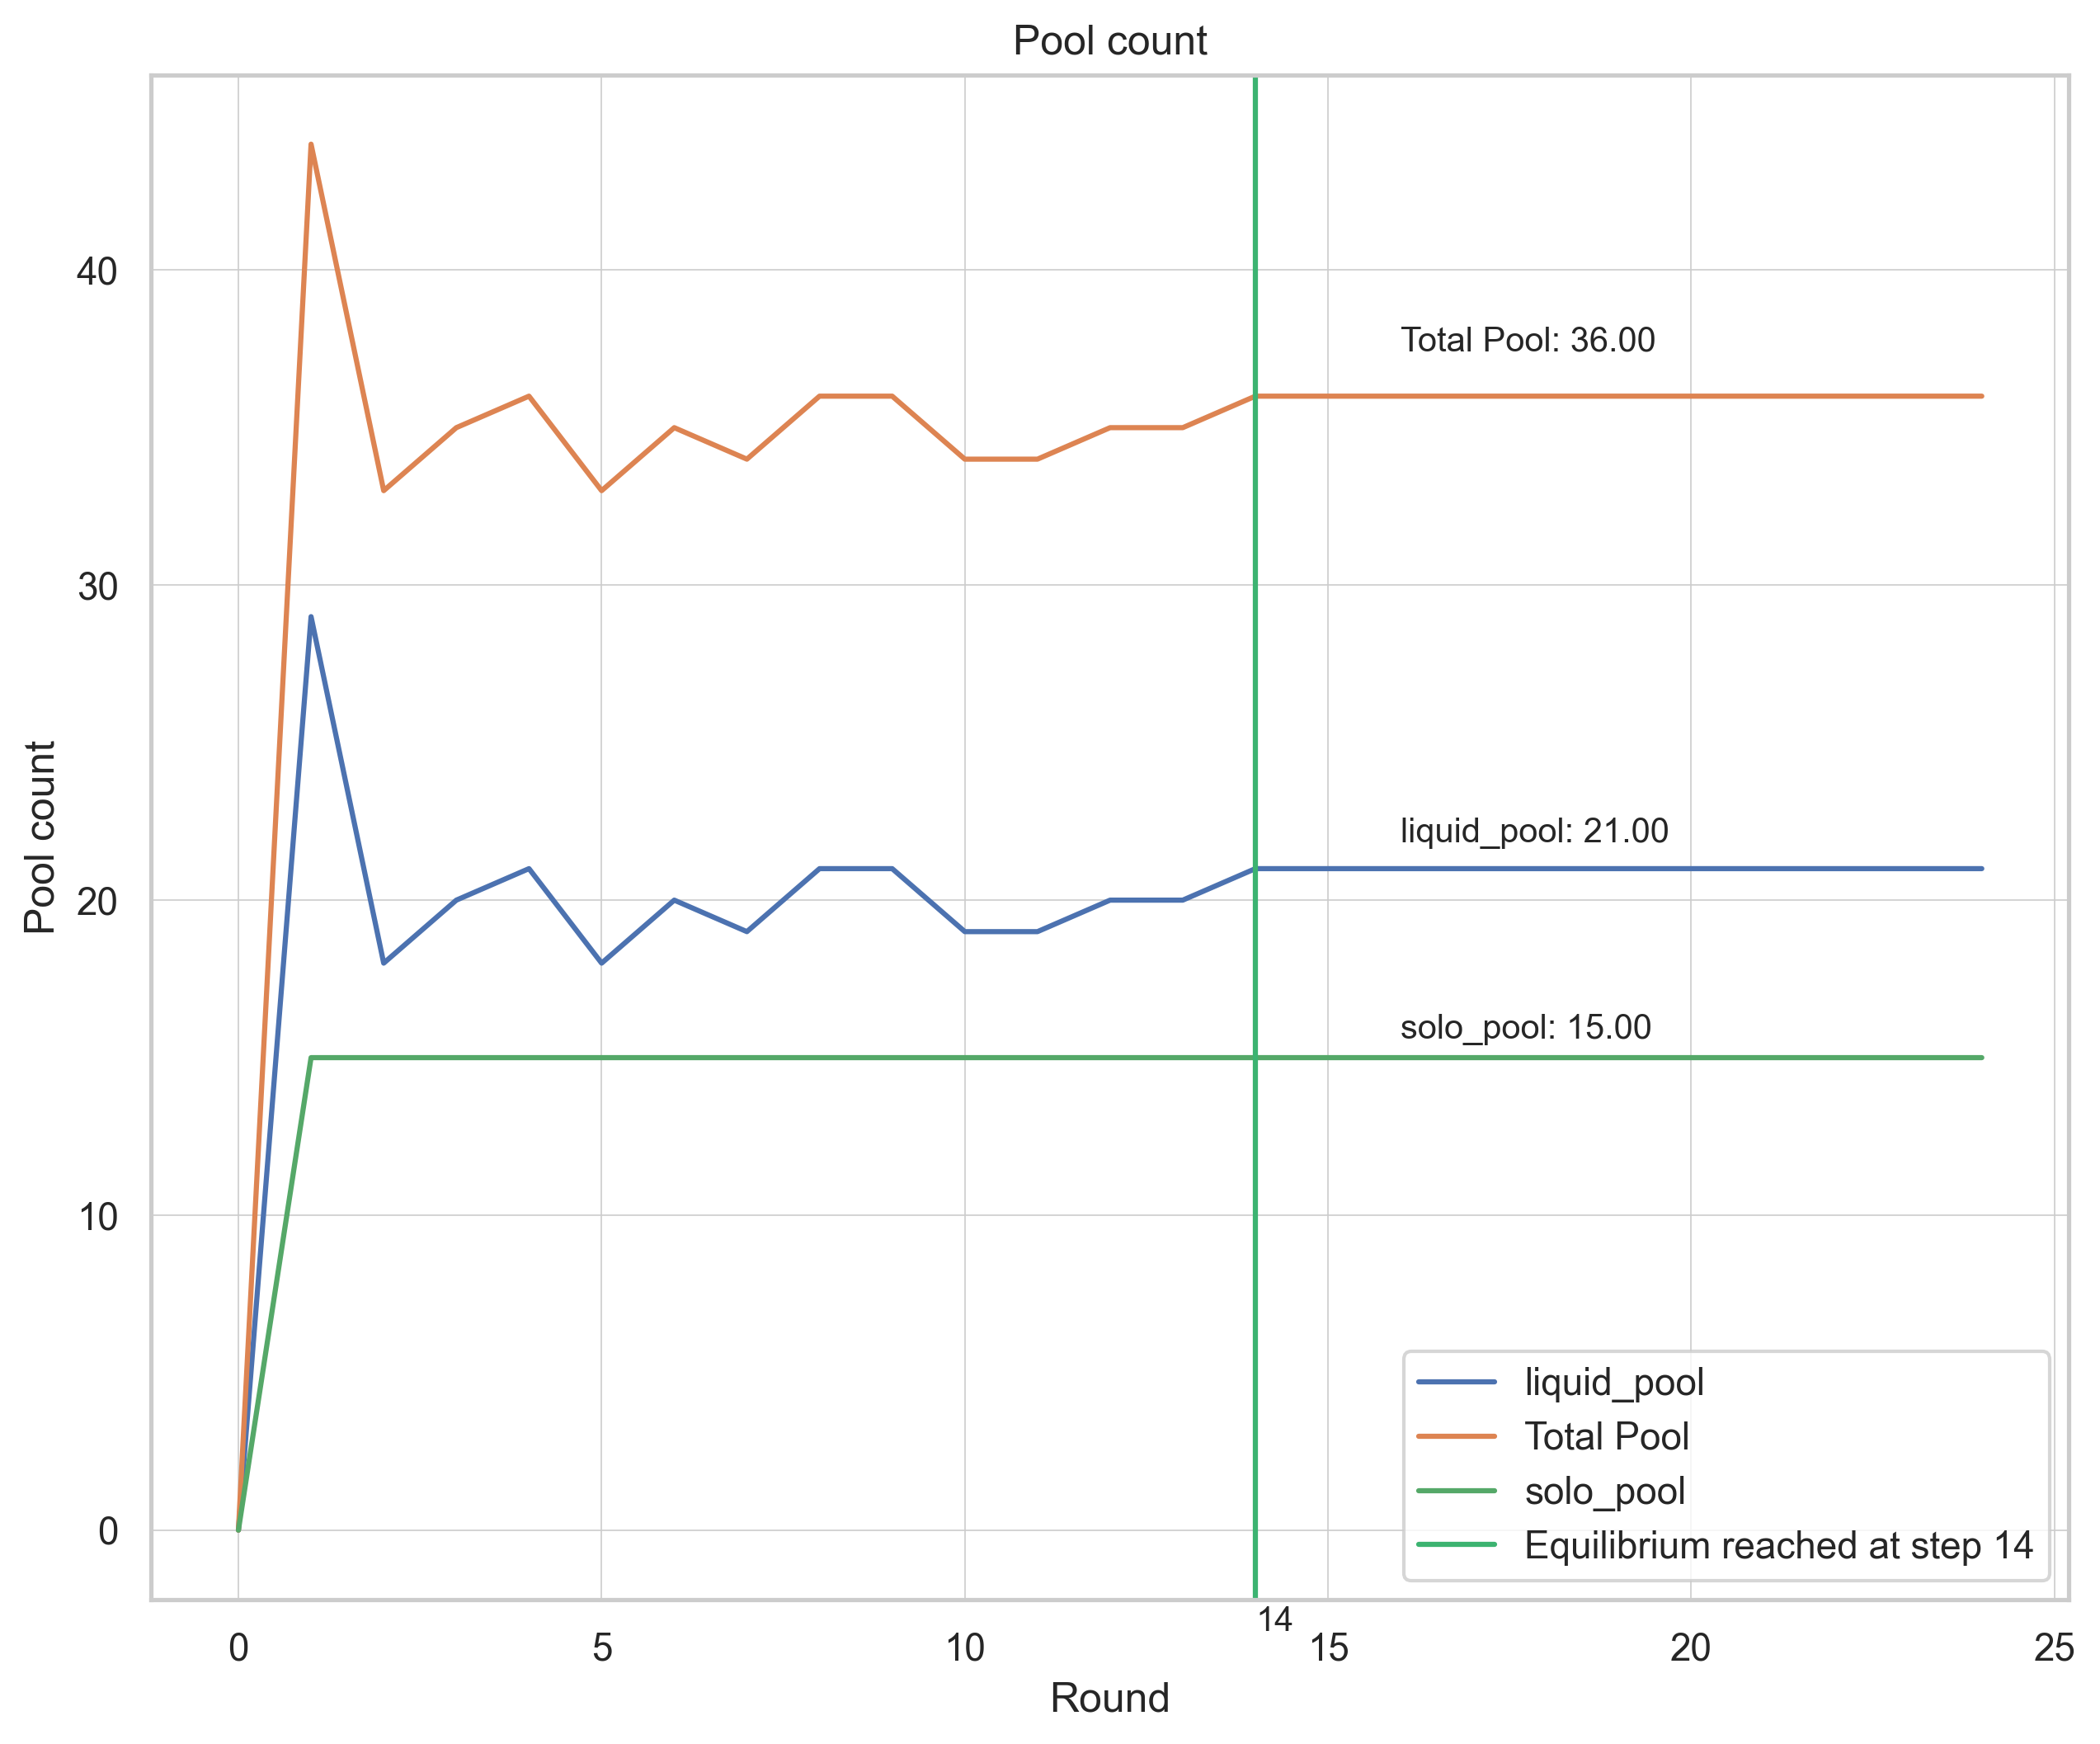 Pool count
Pool count
40
30
20
10
0
Total Pool: 36.00
liquid_pool: 21.00
solo_pool: 15.00
liquid_pool
Total Pool
solo_pool
Equilibrium reached at step 14
14
0 5 10 15 20 25
Round